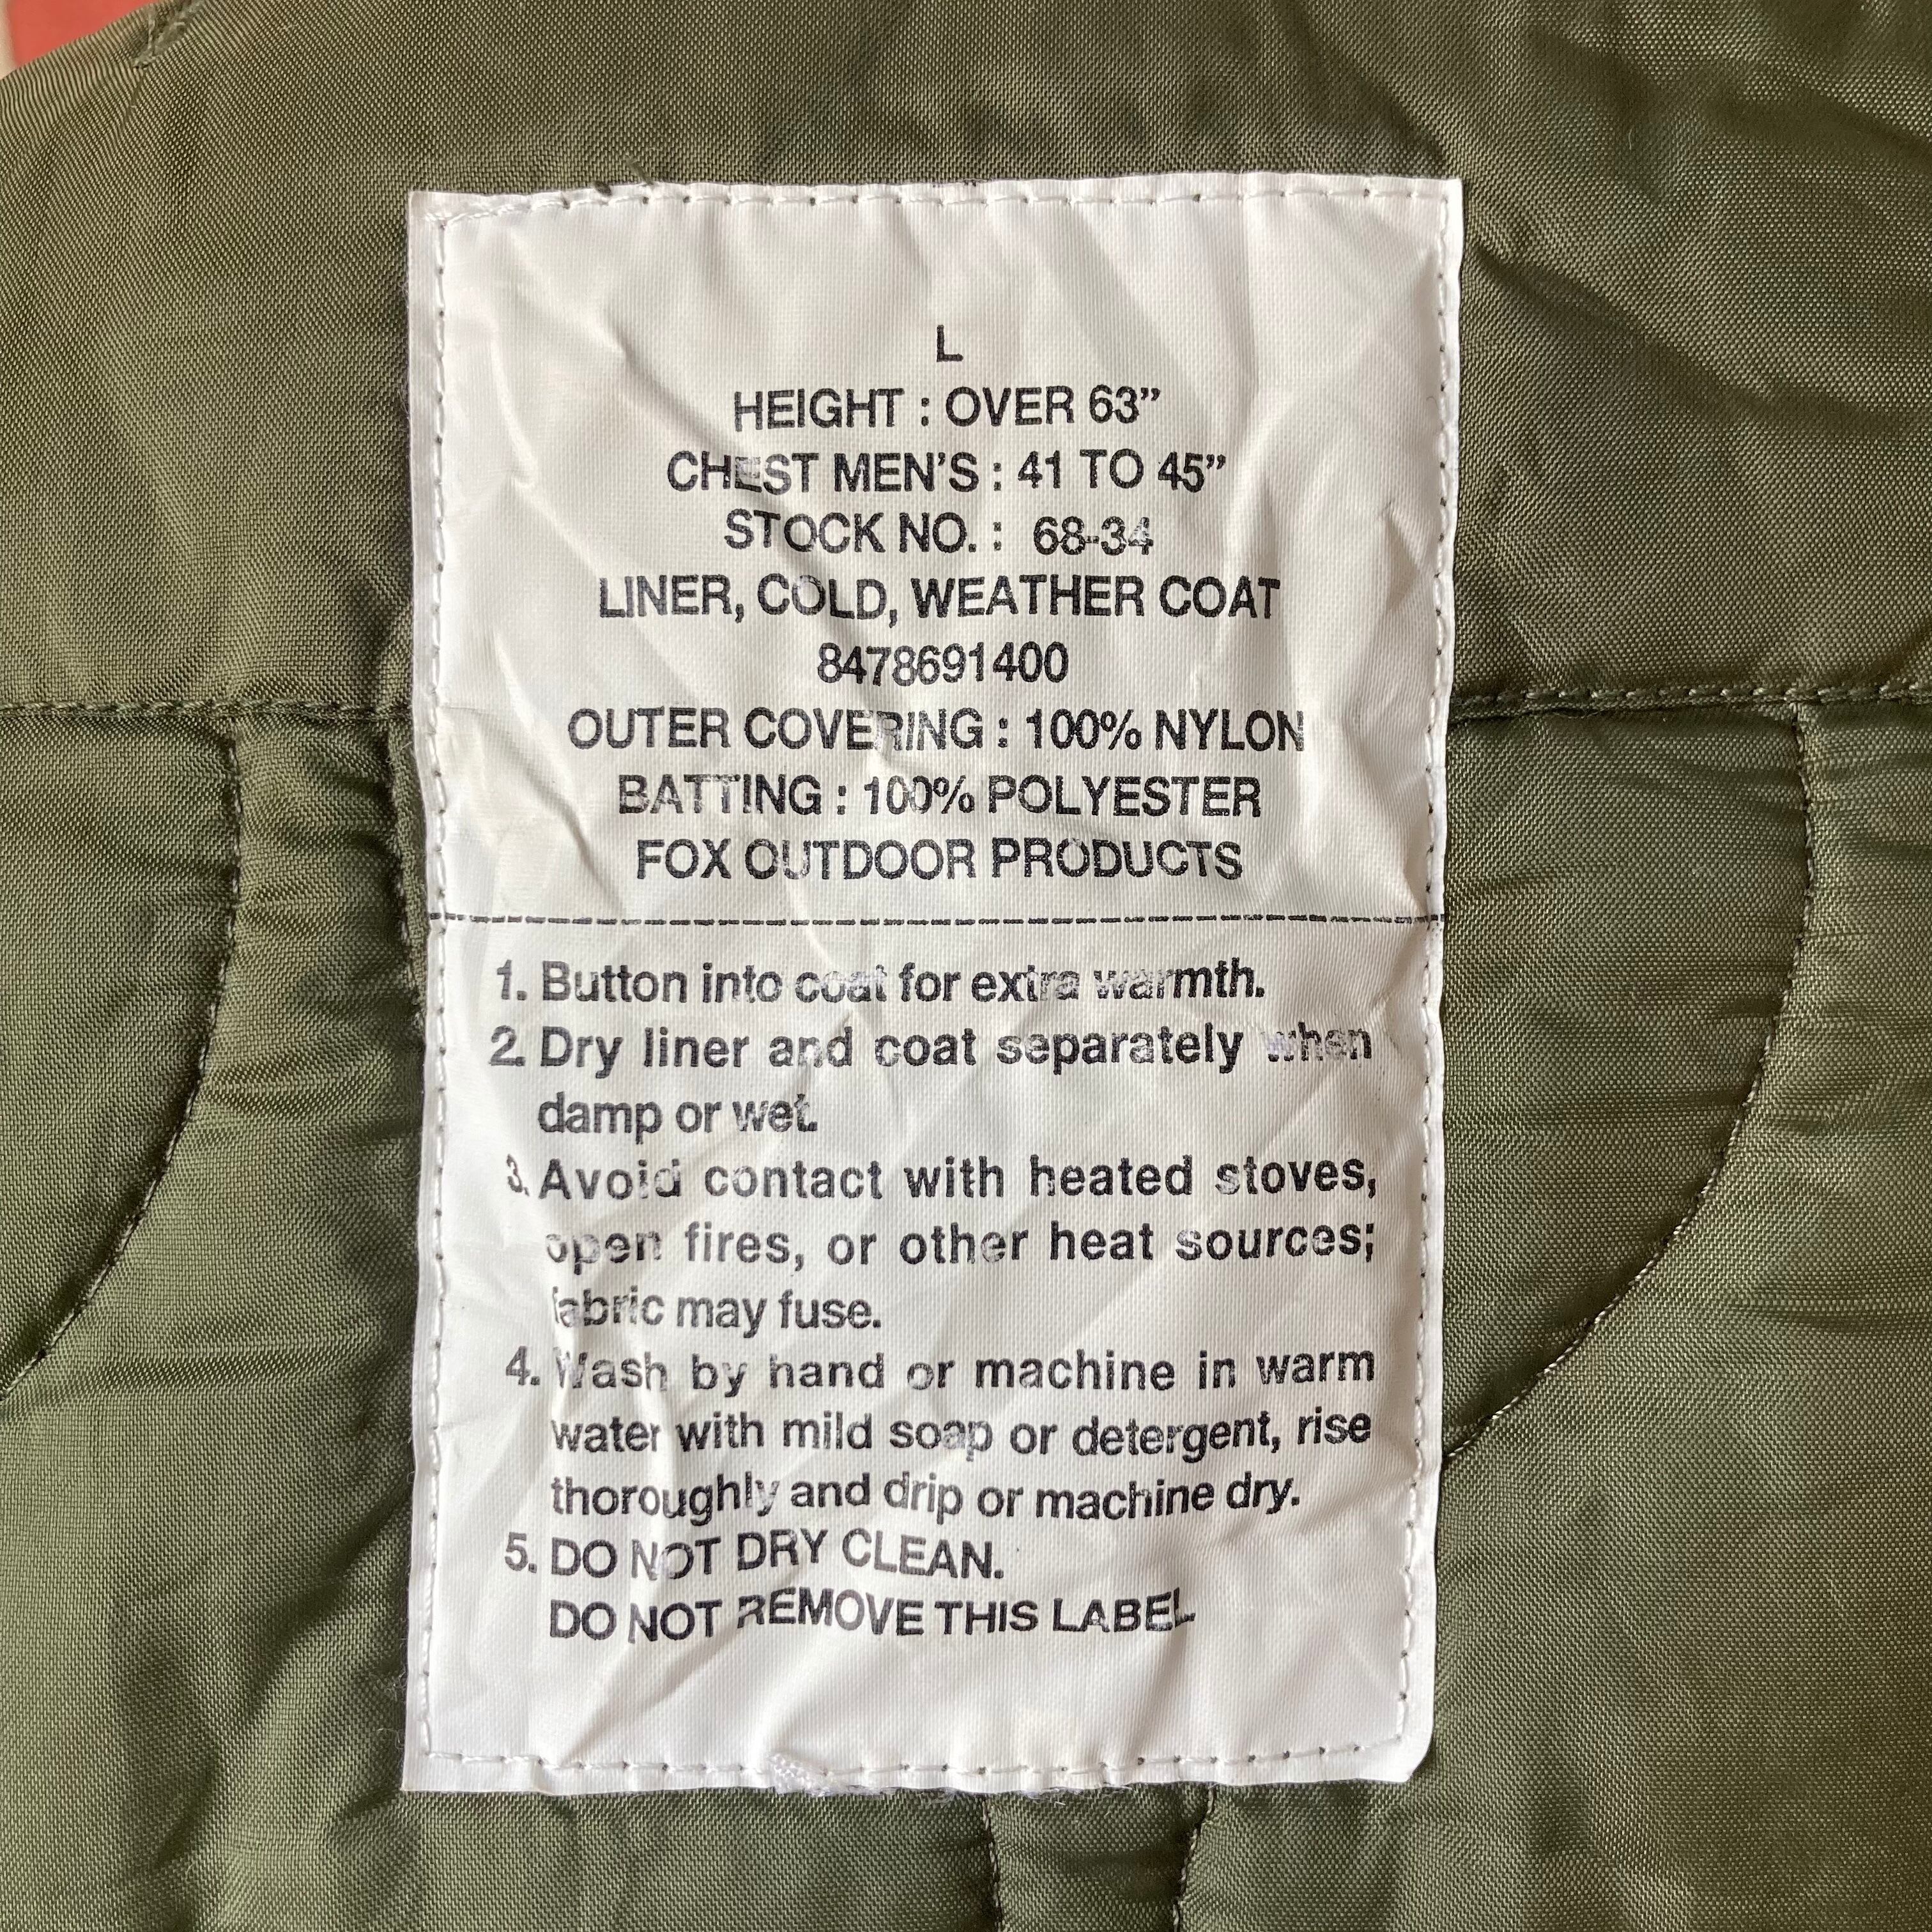 L
HEIGHT : OVER 63”
CHEST MEN’S : 41 TO 45”
STOCK NO. : 68-34
LINER, COLD, WEATHER COAT
8478691400
OUTER COVERING : 100% NYLON
BATTING : 100% POLYESTER
FOX OUTDOOR PRODUCTS
1. Button into coat for extra warmth.
2. Dry liner and coat separately when
damp or wet.
3. Avoid contact with heated stoves,
open fires, or other heat sources;
fabric may fuse.
4. Wash by hand or machine in warm
water with mild soap or detergent, rise
thoroughly and drip or machine dry.
5. DO NOT DRY CLEAN.
DO NOT REMOVE THIS LABEL